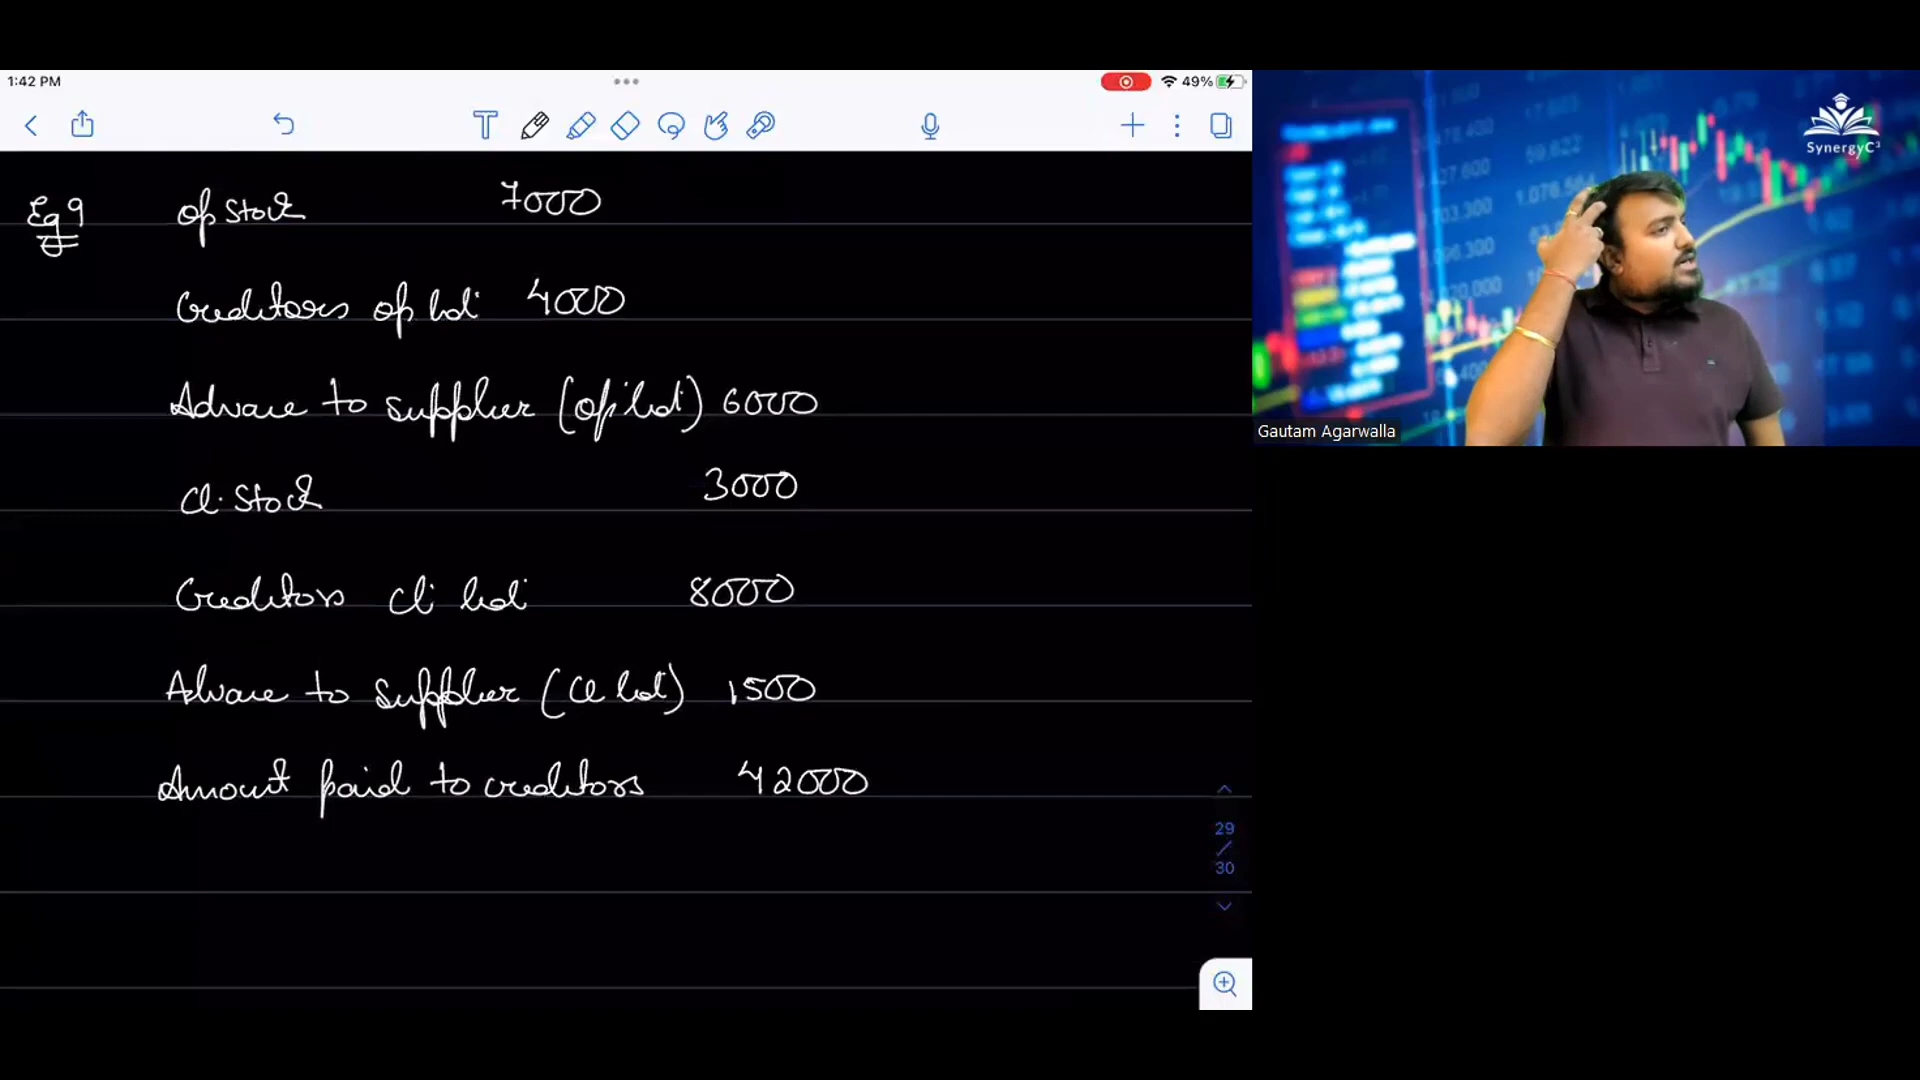 1:42 PM
49%
SynergyC³
Eg 9 op stock 7000
Creditors op bal 4000
Advance to supplier (op bal) 6000
Cl. Stock 3000
Creditors cl bal 8000
Advance to supplier (cl bal) 1500
Amount paid to creditors 42000
Gautam Agarwalla
29
30